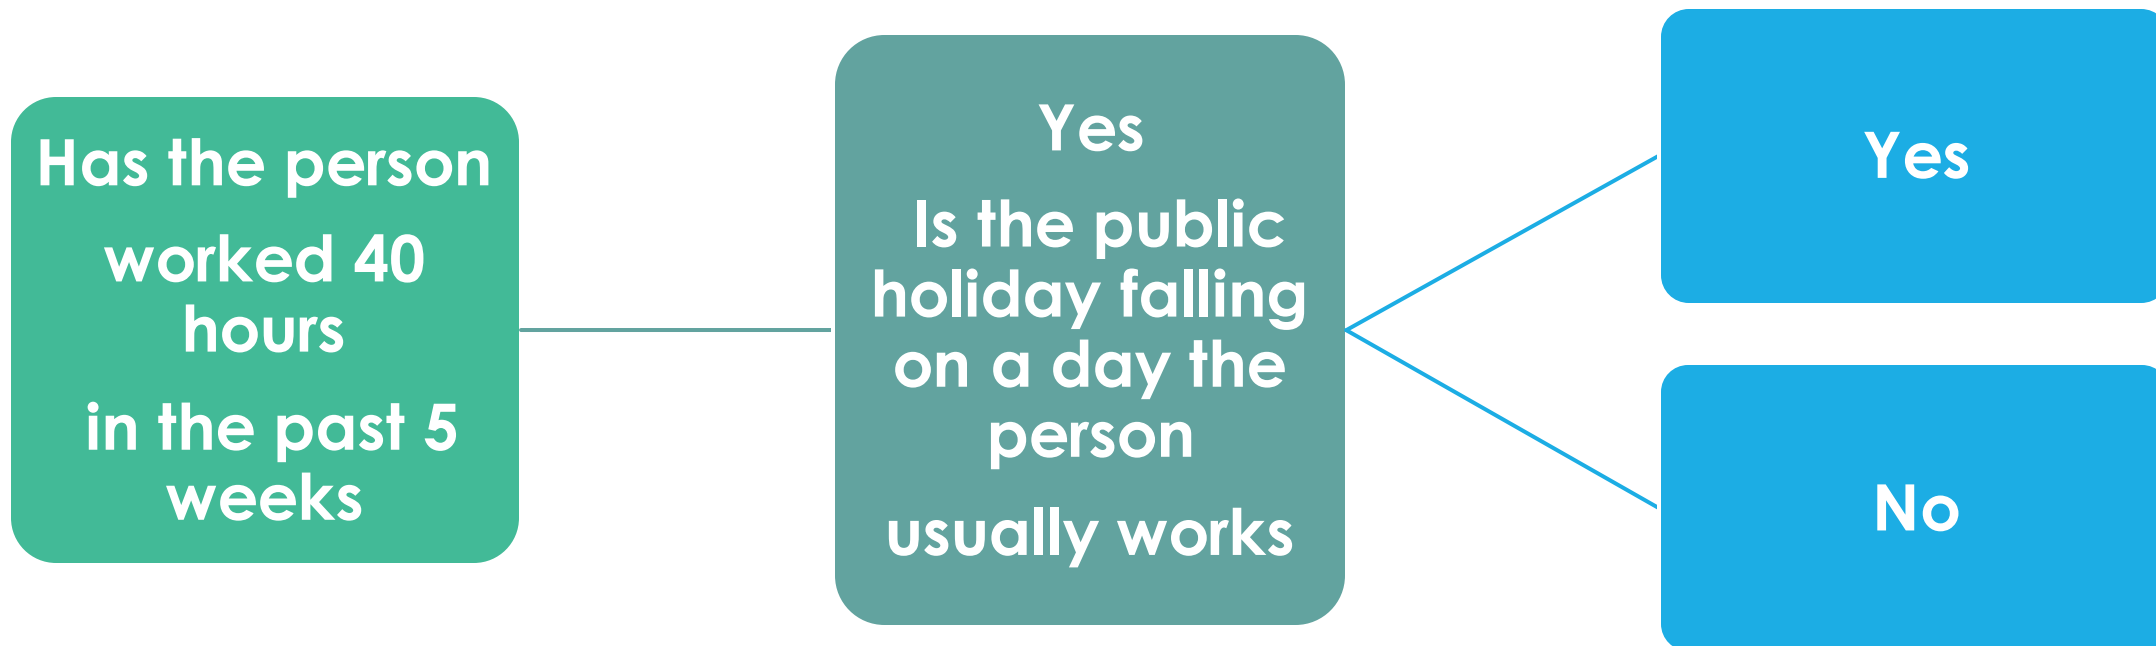 Has the person
worked 40
hours
in the past 5
weeks
Yes
Is the public
holiday falling
on a day the
person
usually works
Yes
No